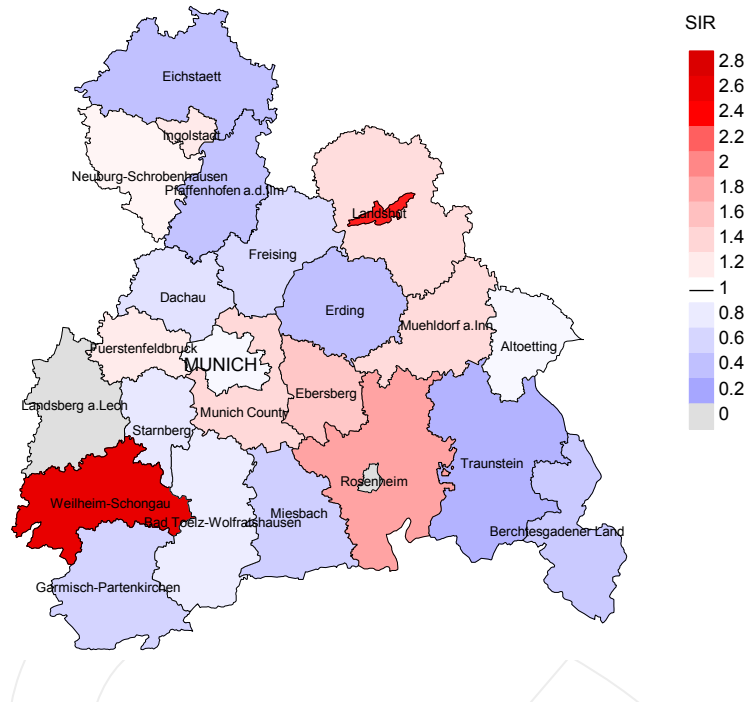 SIR
2.8
2.6
2.4
2.2
2
1.8
1.6
1.4
1.2
1
0.8
0.6
0.4
0.2
0
Eichstaett
Ingolstadt
Neuburg-Schrobenhausen
Pfaffenhofen a.d.Ilm
Landshut
Freising
Dachau
Erding
Muehldorf a.Inn
Altoetting
Fuerstenfeldbruck
MUNICH
Ebersberg
Landsberg a.Lech
Munich County
Starnberg
Traunstein
Rosenheim
Weilheim-Schongau
Miesbach
Bad Toelz-Wolfratshausen
Berchtesgadener Land
Garmisch-Partenkirchen